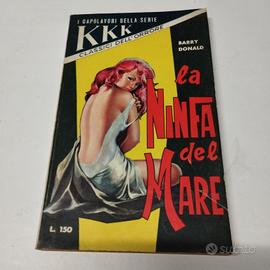 I CAPOLAVORI DELLA SERIE
KKK
CLASSICI DELL'ORRORE
BARRY
DONALD
la
NINFA
del
MARE
L. 150
subito